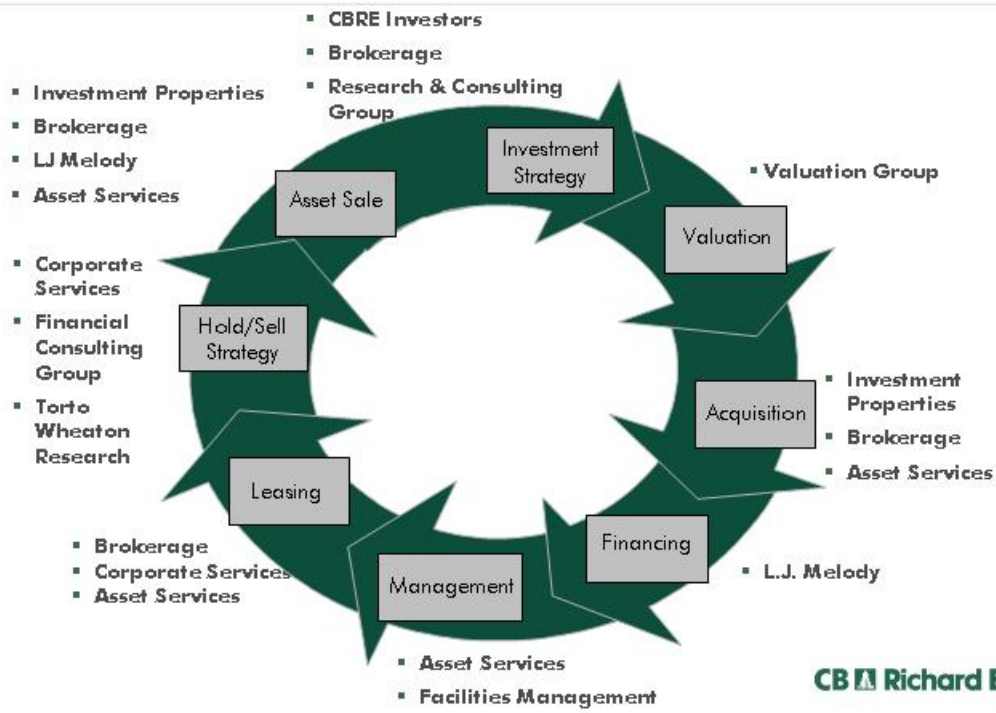 CBRE Investors
Brokerage
Research & Consulting
Group
Investment
Strategy
Valuation Group
Valuation
Investment
Properties
Brokerage
Asset Services
Acquisition
L.J. Melody
Financing
Asset Services
Facilities Management
Management
Brokerage
Corporate Services
Asset Services
Leasing
Corporate
Services
Financial
Consulting
Group
Torto
Wheaton
Research
Hold/Sell
Strategy
Investment Properties
Brokerage
LJ Melody
Asset Services
Asset Sale
CB Richard